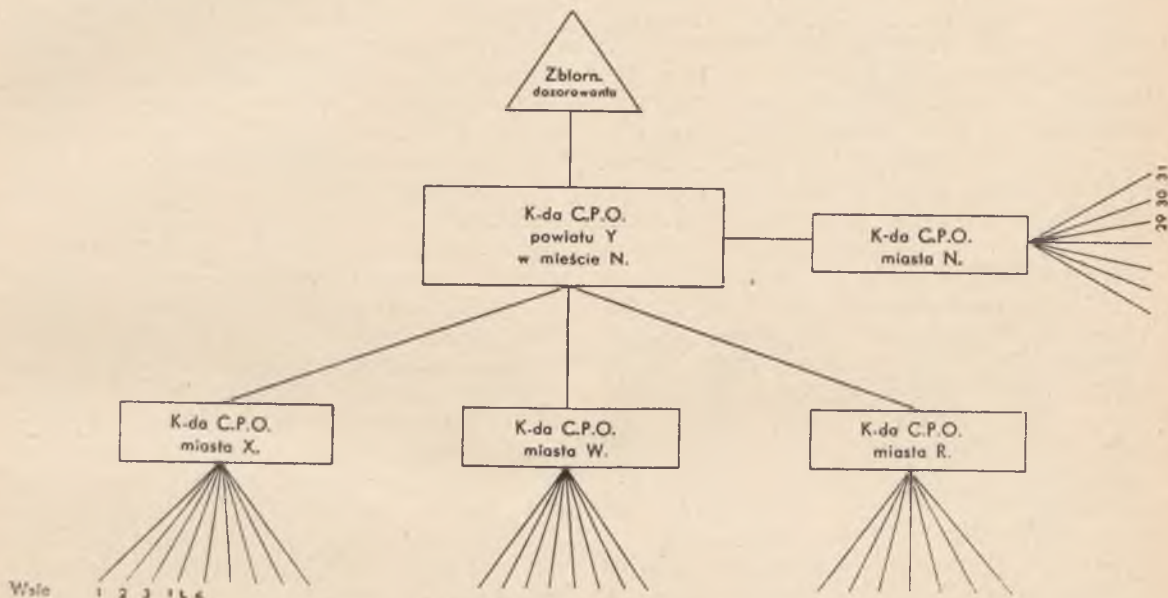 Zbiorn.
dozorowania
K-da C.P.O.
powiatu Y
w mieście N.
K-da C.P.O.
miasta N.
29 30 31
K-da C.P.O.
miasta X.
K-da C.P.O.
miasta W.
K-da C.P.O.
miasta R.
Wsie 1 2 3